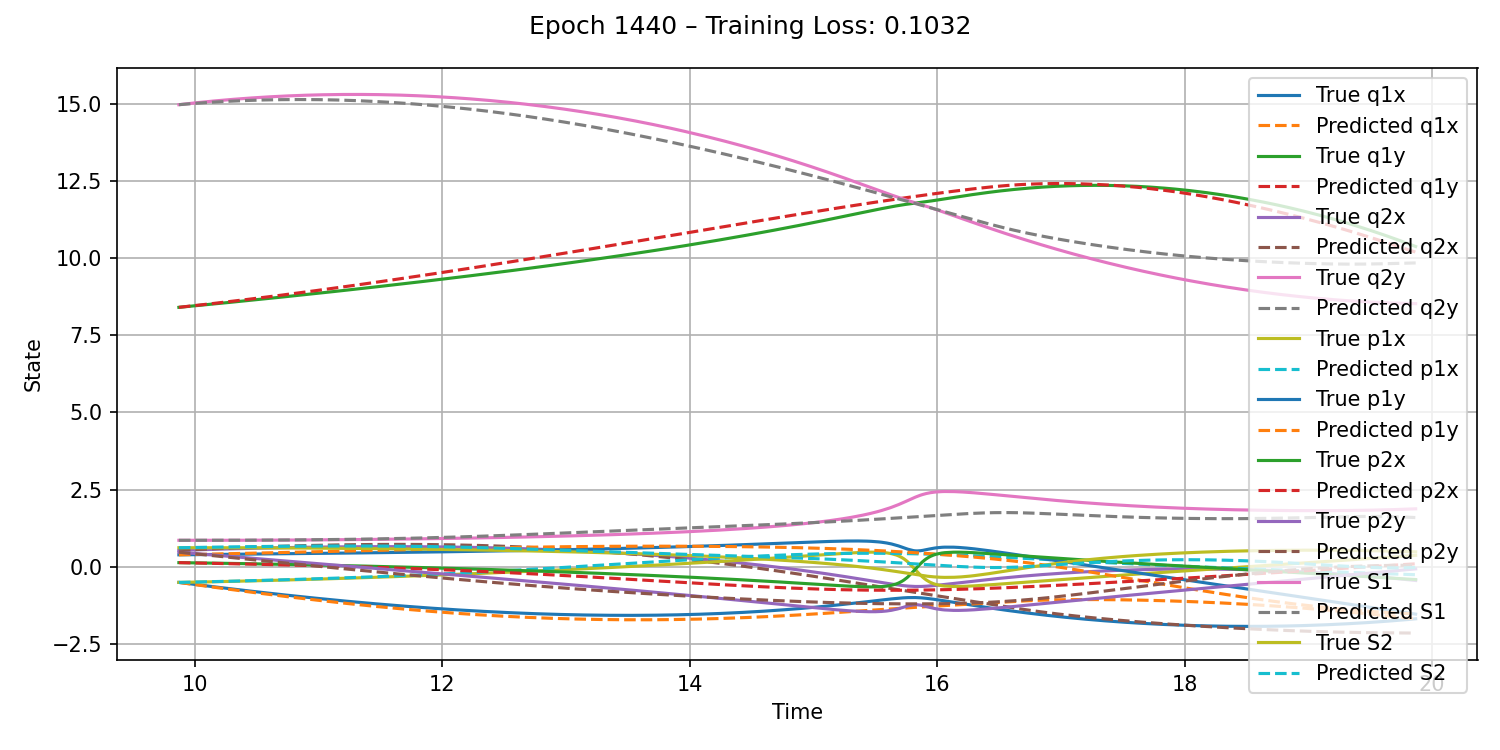 Epoch 1440 – Training Loss: 0.1032
15.0
12.5
10.0
7.5
5.0
2.5
0.0
−2.5
State
10
12
14
16
18
20
Time
True q1x
Predicted q1x
True q1y
Predicted q1y
True q2x
Predicted q2x
True q2y
Predicted q2y
True p1x
Predicted p1x
True p1y
Predicted p1y
True p2x
Predicted p2x
True p2y
Predicted p2y
True S1
Predicted S1
True S2
Predicted S2